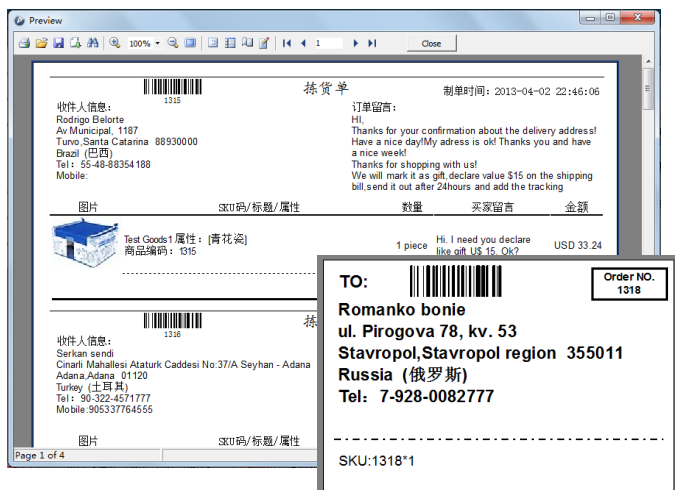 Preview
100%
1
Close
1315
拣货单
制单时间: 2013-04-02 22:46:06
收件人信息:
Rodrigo Belorte
Av Municipal, 1187
Turvo,Santa Catarina 88930000
Brazil (巴西)
Tel: 55-48-88354188
Mobile:
订单留言:
HI,
Thanks for your confirmation about the delivery address!
Have a nice day!My adress is ok! Thanks you and have
a nice week!
Thanks for shopping with us!
We will mark it as gift,declare value $15 on the shipping
bill,send it out after 24hours and add the tracking
图片 SKU码/标题/属性 数量 买家留言 金额
Test Goods1属性: [青花瓷]
商品编码: 1315
1 piece
Hi. I need you declare
like gift U$ 15. Ok?
USD 33.24
1316
拣
收件人信息:
Serkan sendi
Cinarli Mahallesi Ataturk Caddesi No:37/A Seyhan - Adana
Adana,Adana 01120
Turkey (土耳其)
Tel: 90-322-4571777
Mobile:905337764555
图片 SKU码/标题/属性
Page 1 of 4
TO:
Order NO.
1318
Romanko bonie
ul. Pirogova 78, kv. 53
Stavropol,Stavropol region 355011
Russia (俄罗斯)
Tel: 7-928-0082777
SKU:1318*1